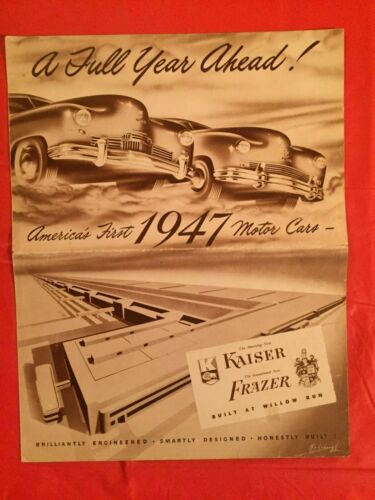 A Full Year Ahead!
America's First 1947 Motor Cars –
K
The Amazing New
KAISER
The Sensational New
FRAZER
BUILT AT WILLOW RUN
BRILLIANTLY ENGINEERED • SMARTLY DESIGNED • HONESTLY BUILT